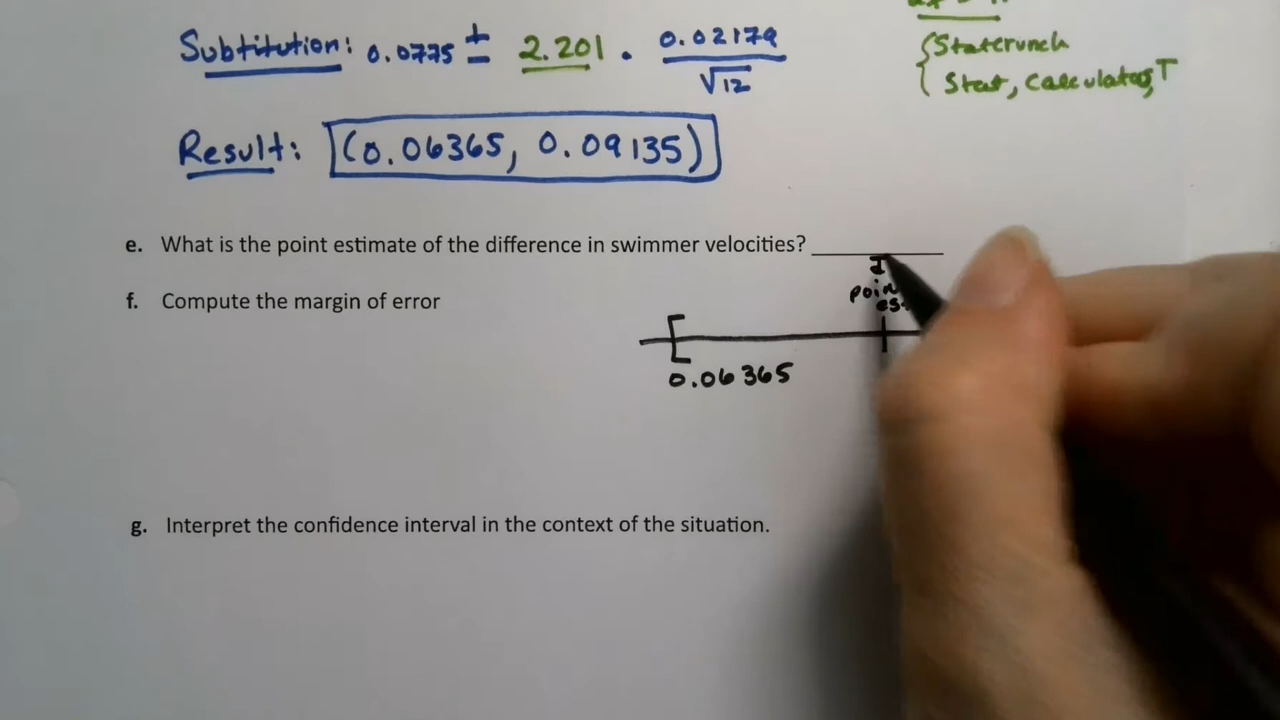 Subtitution: 0.0775 ± 2.201 · 0.02179
√12
{Statcrunch
Stat, Calculators, T
Result: (0.06365, 0.09135)
e. What is the point estimate of the difference in swimmer velocities?
f. Compute the margin of error
0.06365
g. Interpret the confidence interval in the context of the situation.